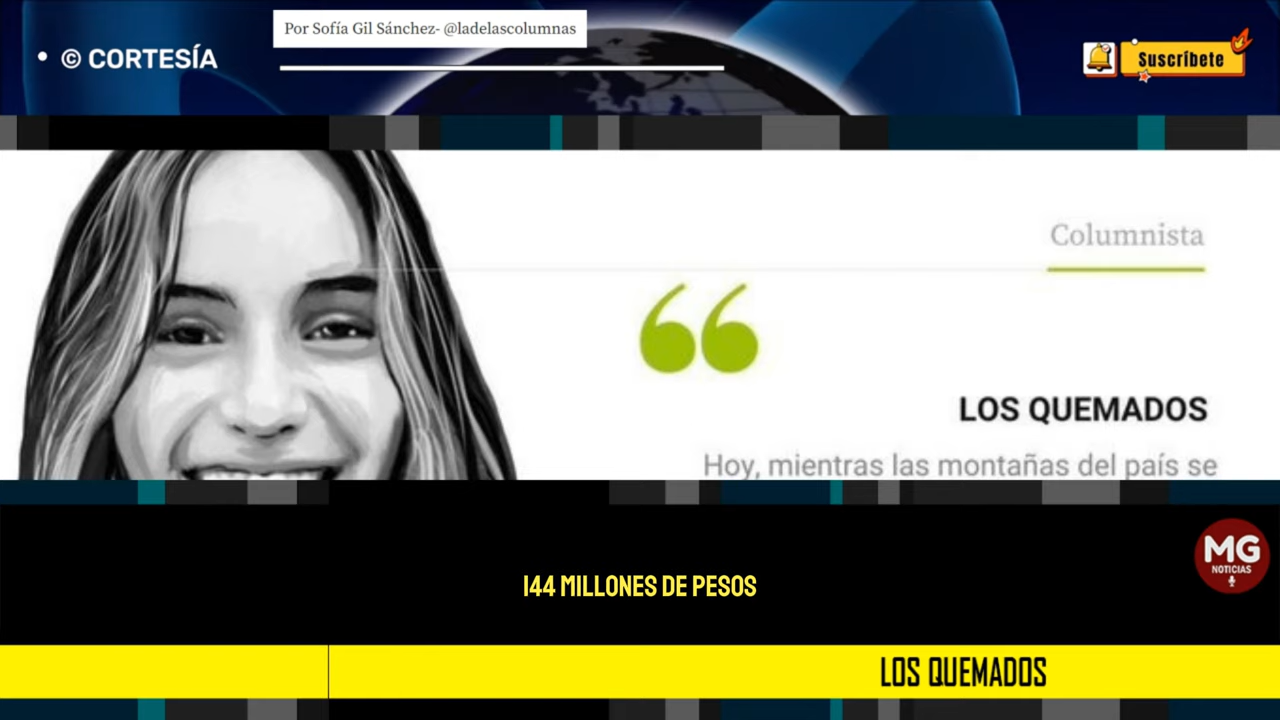 Por Sofía Gil Sánchez- @ladelascolumnas
• © CORTESÍA
Suscríbete
Columnista
“
LOS QUEMADOS
Hoy, mientras las montañas del país se
MG
NOTICIAS
144 MILLONES DE PESOS
LOS QUEMADOS